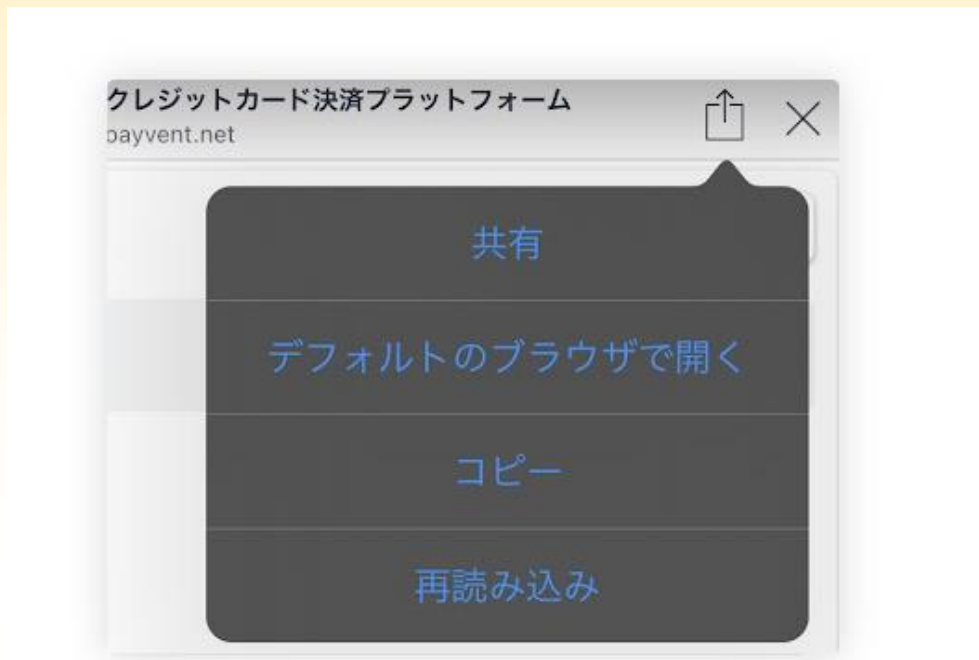 クレジットカード決済プラットフォーム
payvent.net
共有
デフォルトのブラウザで開く
コピー
再読み込み